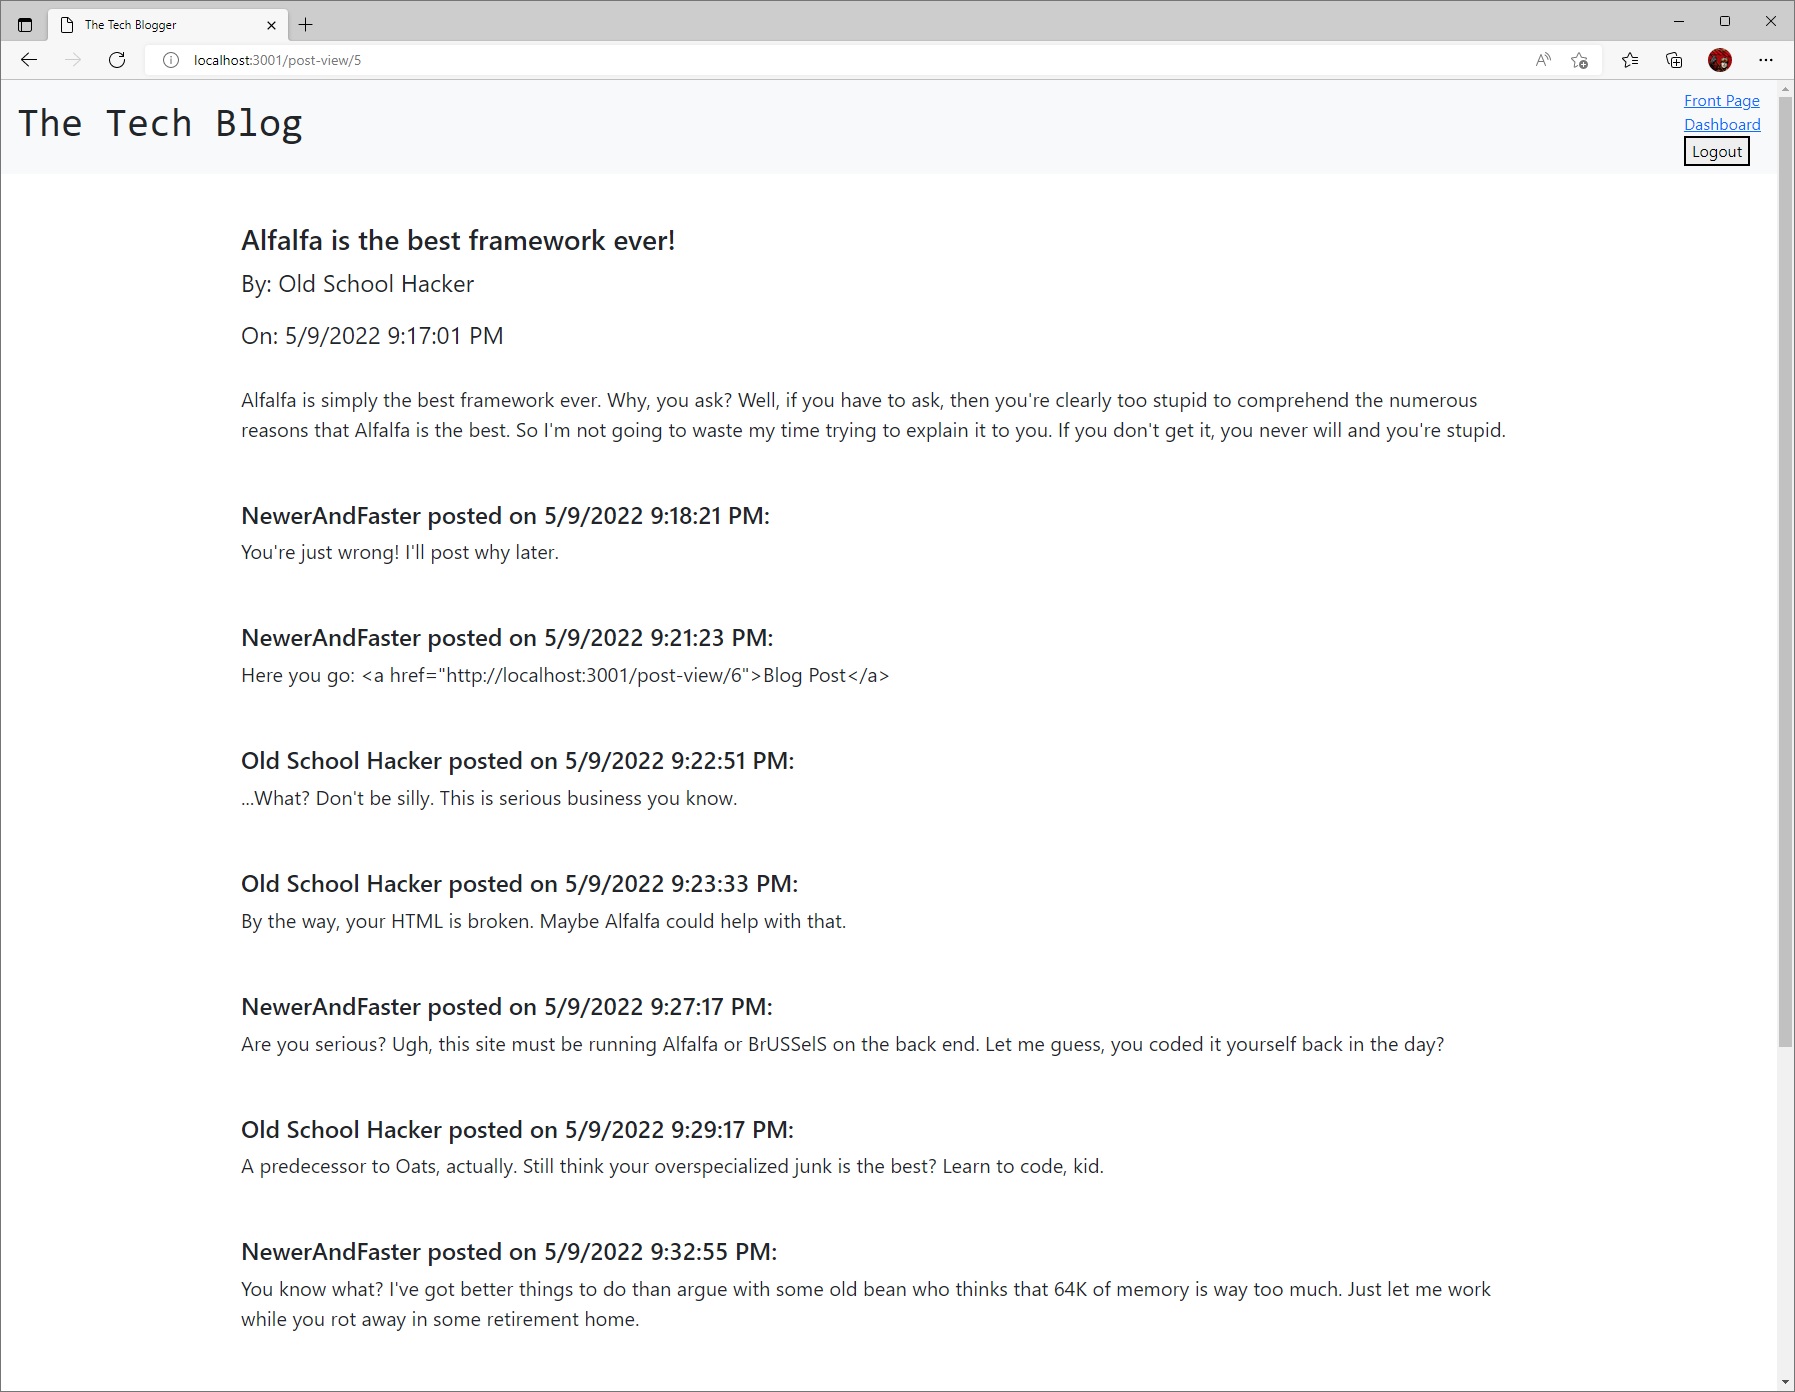 The Tech Blogger
localhost:3001/post-view/5
The Tech Blog
Front Page
Dashboard
Logout
Alfalfa is the best framework ever!
By: Old School Hacker
On: 5/9/2022 9:17:01 PM
Alfalfa is simply the best framework ever. Why, you ask? Well, if you have to ask, then you're clearly too stupid to comprehend the numerous
reasons that Alfalfa is the best. So I'm not going to waste my time trying to explain it to you. If you don't get it, you never will and you're stupid.
NewerAndFaster posted on 5/9/2022 9:18:21 PM:
You're just wrong! I'll post why later.
NewerAndFaster posted on 5/9/2022 9:21:23 PM:
Here you go: <a href="http://localhost:3001/post-view/6">Blog Post</a>
Old School Hacker posted on 5/9/2022 9:22:51 PM:
...What? Don't be silly. This is serious business you know.
Old School Hacker posted on 5/9/2022 9:23:33 PM:
By the way, your HTML is broken. Maybe Alfalfa could help with that.
NewerAndFaster posted on 5/9/2022 9:27:17 PM:
Are you serious? Ugh, this site must be running Alfalfa or BrUSSelS on the back end. Let me guess, you coded it yourself back in the day?
Old School Hacker posted on 5/9/2022 9:29:17 PM:
A predecessor to Oats, actually. Still think your overspecialized junk is the best? Learn to code, kid.
NewerAndFaster posted on 5/9/2022 9:32:55 PM:
You know what? I've got better things to do than argue with some old bean who thinks that 64K of memory is way too much. Just let me work
while you rot away in some retirement home.